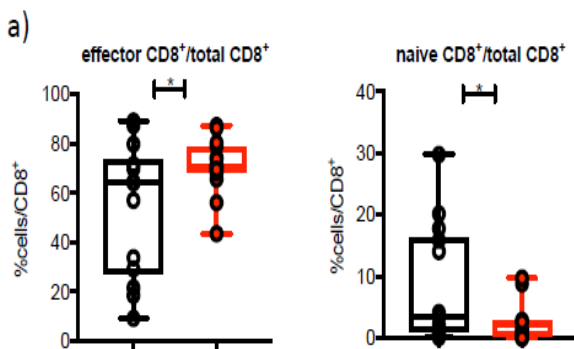 a)
effector CD8⁺/total CD8⁺
*
%cells/CD8⁺
100
80
60
40
20
0
naive CD8⁺/total CD8⁺
*
%cells/CD8⁺
40
30
20
10
0